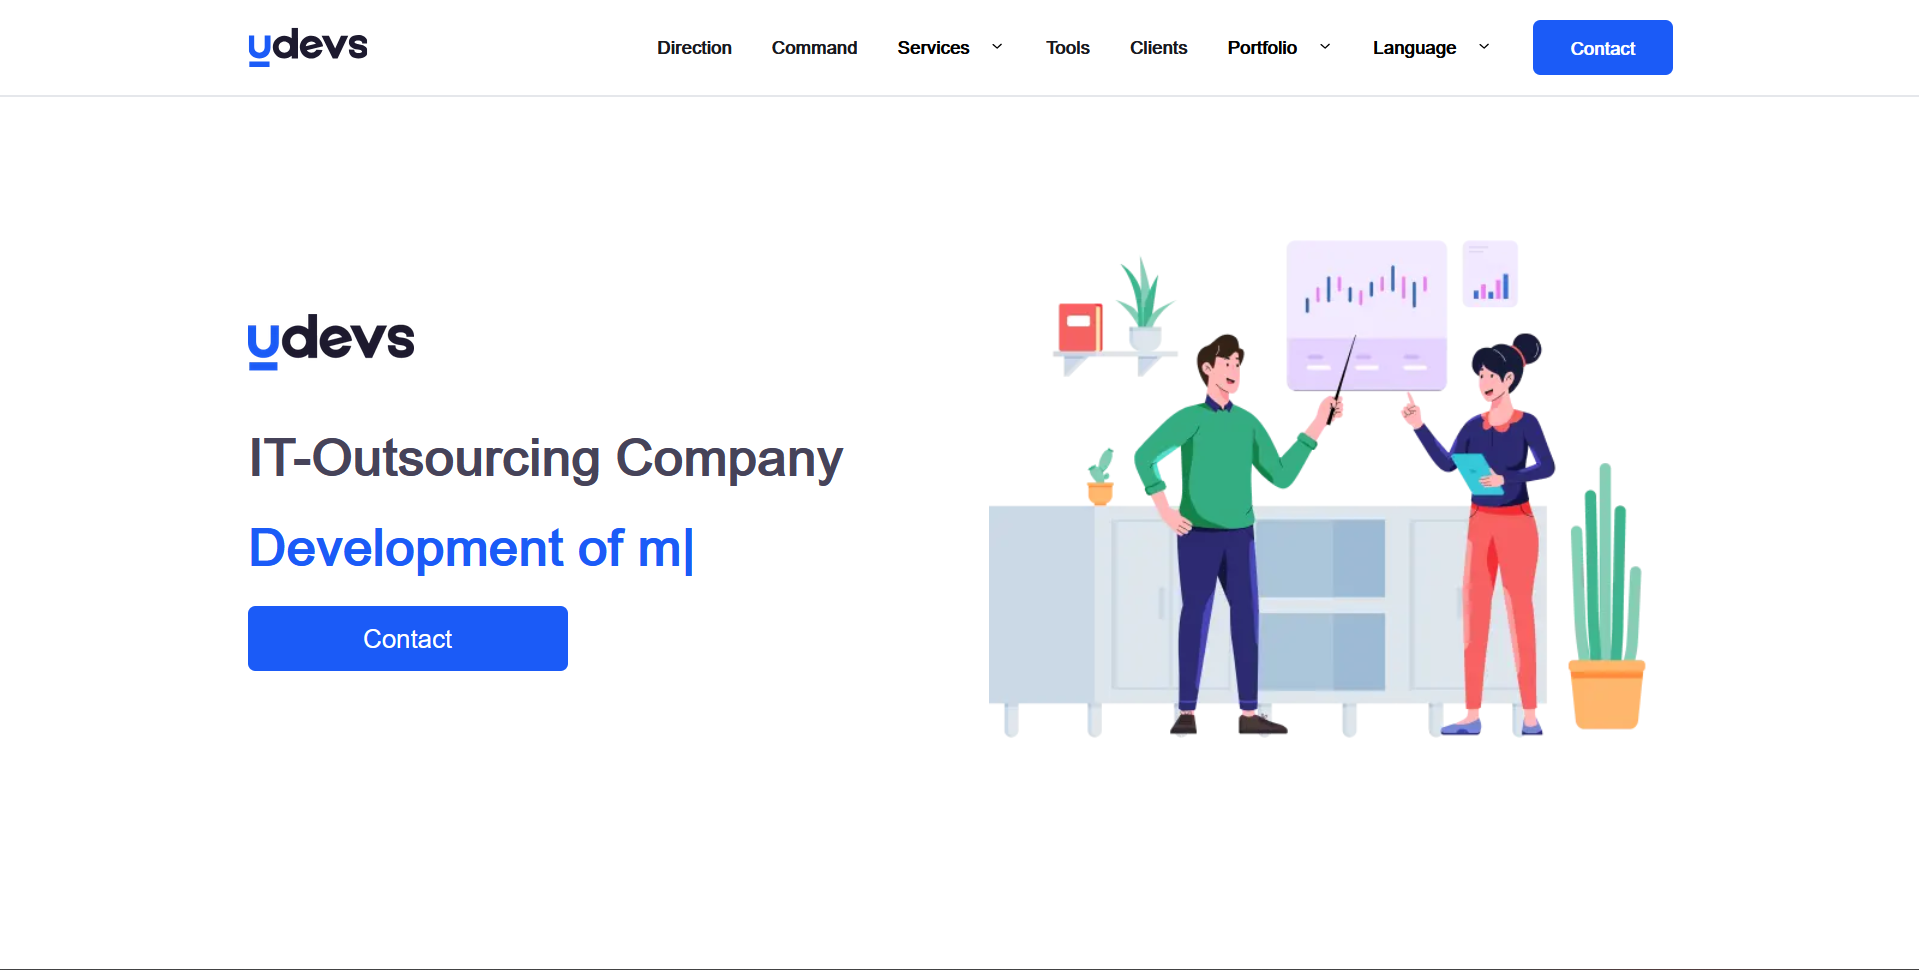 udevs
Direction Command Services Tools Clients Portfolio Language Contact
udevs
IT-Outsourcing Company
Development of m|
Contact